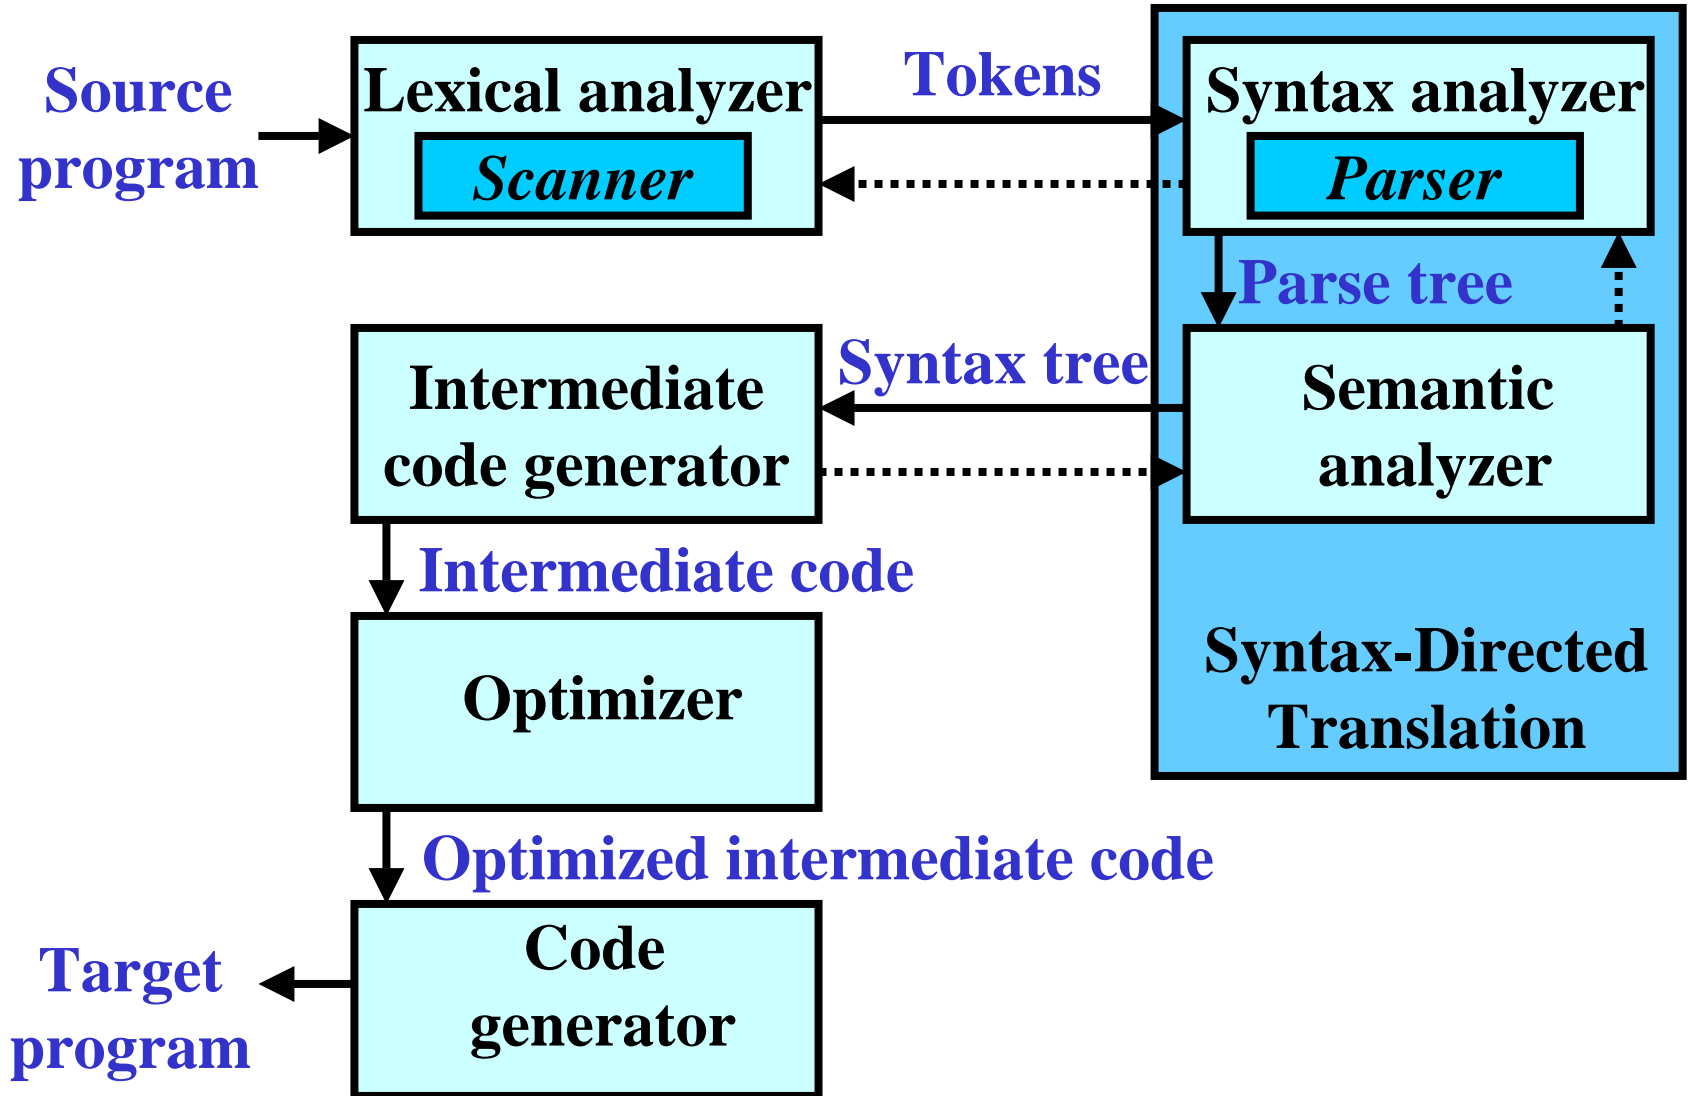 Source
program
Lexical analyzer
Scanner
Tokens
Syntax analyzer
Parser
Parse tree
Intermediate
code generator
Syntax tree
Semantic
analyzer
Intermediate code
Optimizer
Syntax-Directed
Translation
Optimized intermediate code
Code
generator
Target
program